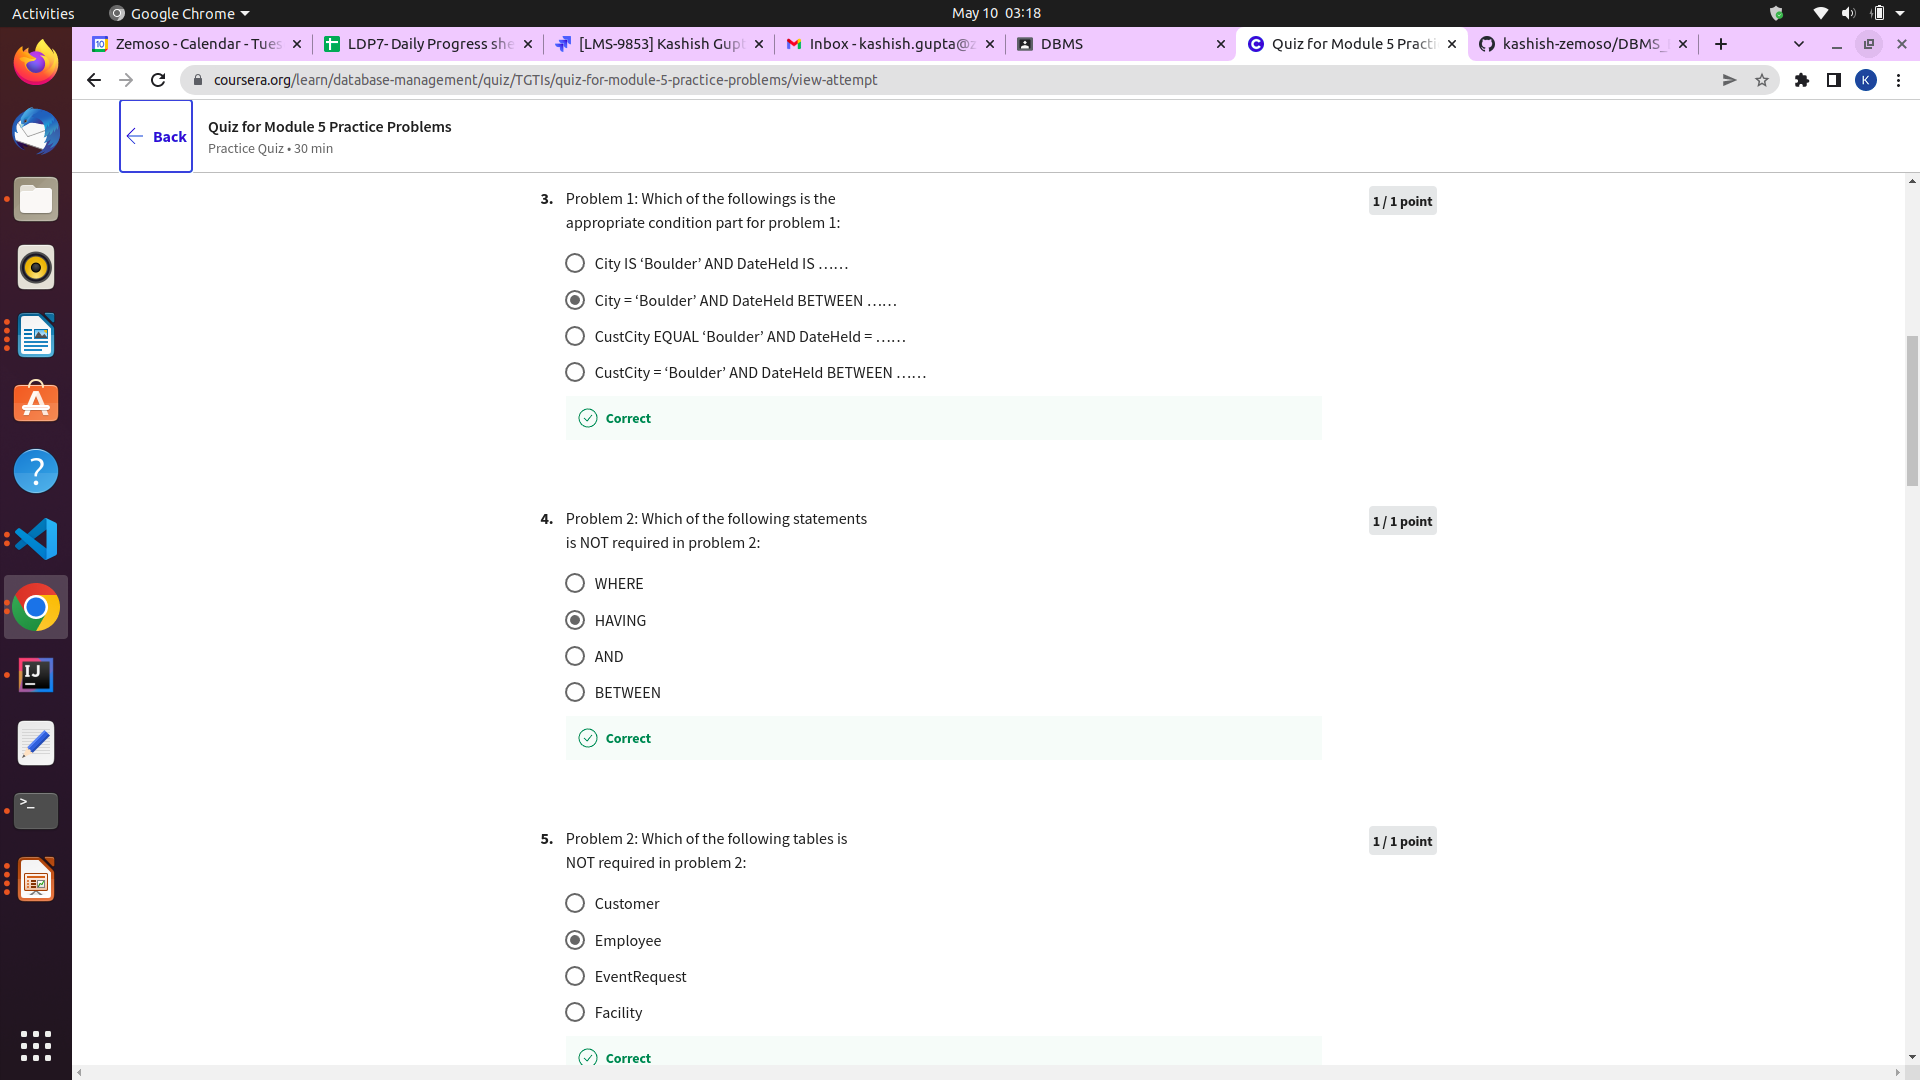 Activities
Google Chrome
May 10 03:18
Zemoso - Calendar - Tues
LDP7- Daily Progress she
[LMS-9853] Kashish Gupt
Inbox - kashish.gupta@z
DBMS
Quiz for Module 5 Practi
kashish-zemoso/DBMS_
coursera.org/learn/database-management/quiz/TGTIs/quiz-for-module-5-practice-problems/view-attempt
K
Back
Quiz for Module 5 Practice Problems
Practice Quiz • 30 min
3. Problem 1: Which of the followings is the
appropriate condition part for problem 1:
1 / 1 point
City IS ‘Boulder’ AND DateHeld IS ……
City = ‘Boulder’ AND DateHeld BETWEEN ……
CustCity EQUAL ‘Boulder’ AND DateHeld = ……
CustCity = ‘Boulder’ AND DateHeld BETWEEN ……
Correct
4. Problem 2: Which of the following statements
is NOT required in problem 2:
1 / 1 point
WHERE
HAVING
AND
BETWEEN
Correct
5. Problem 2: Which of the following tables is
NOT required in problem 2:
1 / 1 point
Customer
Employee
EventRequest
Facility
Correct